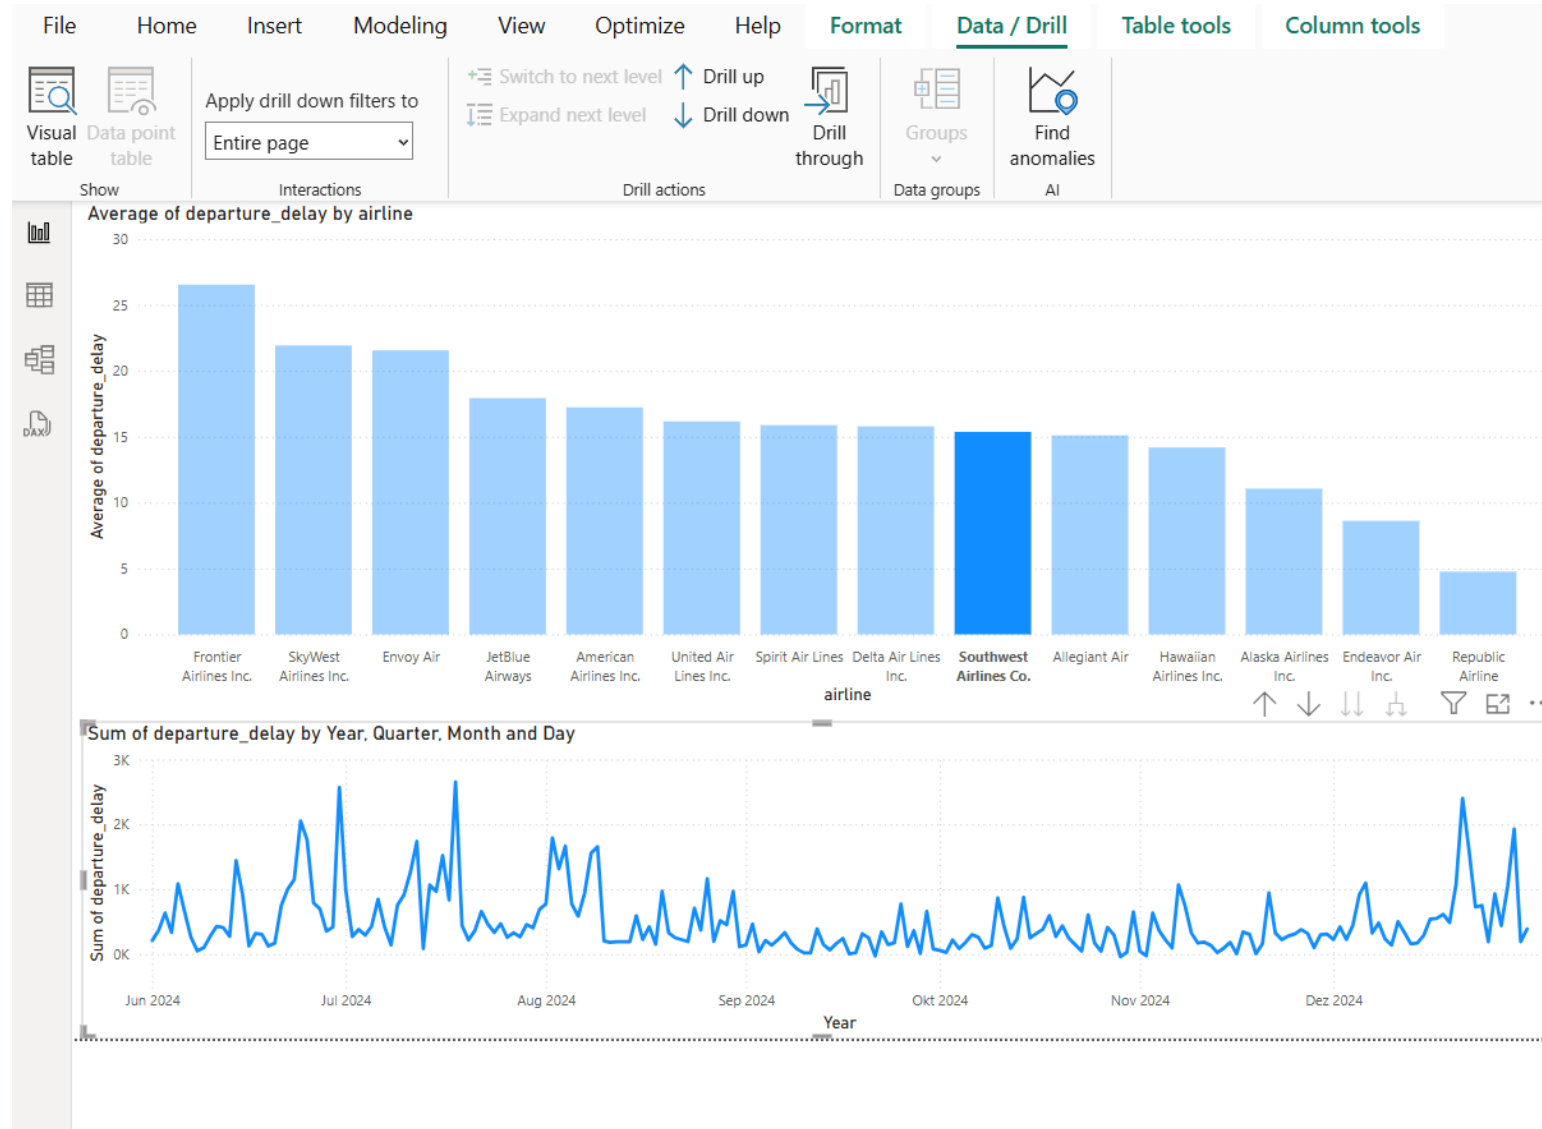 File Home Insert Modeling View Optimize Help Format Data / Drill Table tools Column tools
Visual table
Data point table
Show
Apply drill down filters to
Entire page
Interactions
Switch to next level
Expand next level
Drill up
Drill down
Drill through
Drill actions
Groups
Data groups
Find anomalies
AI
DAX
Average of departure_delay by airline
Average of departure_delay
30
25
20
15
10
5
0
Frontier Airlines Inc.
SkyWest Airlines Inc.
Envoy Air
JetBlue Airways
American Airlines Inc.
United Air Lines Inc.
Spirit Air Lines
Delta Air Lines Inc.
Southwest Airlines Co.
Allegiant Air
Hawaiian Airlines Inc.
Alaska Airlines Inc.
Endeavor Air Inc.
Republic Airline
airline
Sum of departure_delay by Year, Quarter, Month and Day
Sum of departure_delay
3K
2K
1K
0K
Jun 2024 Jul 2024 Aug 2024 Sep 2024 Okt 2024 Nov 2024 Dez 2024
Year